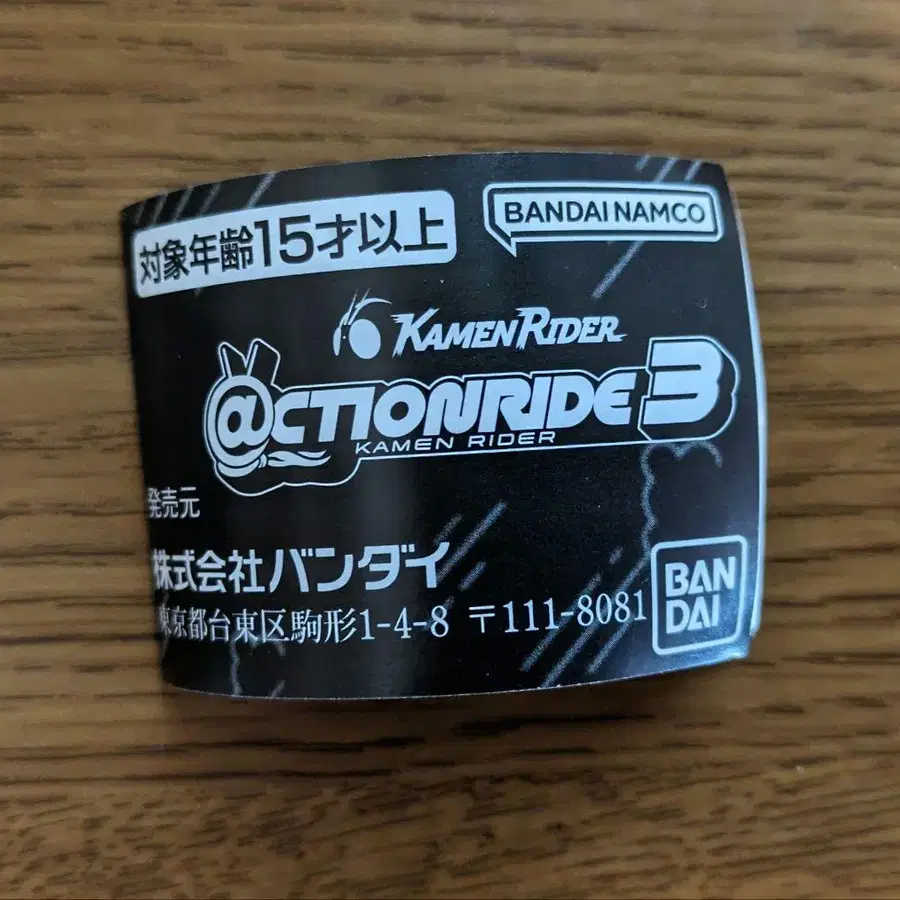 対象年齢15才以上
BANDAI NAMCO
KAMEN RIDER
@CTIONRIDE 3
KAMEN RIDER
発売元
株式会社バンダイ
東京都台東区駒形1-4-8 〒111-8081
BAN
DAI